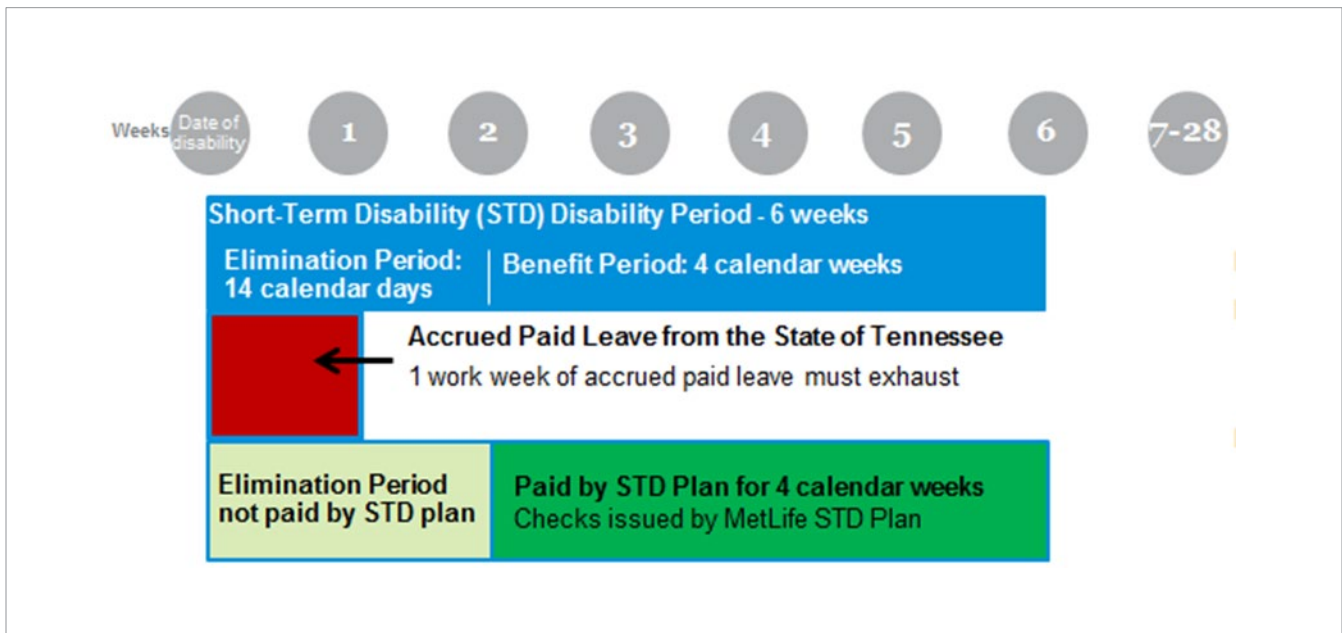 Weeks
Date of
disability
1
2
3
4
5
6
7-28
Short-Term Disability (STD) Disability Period - 6 weeks
Elimination Period:
14 calendar days
Benefit Period: 4 calendar weeks
Accrued Paid Leave from the State of Tennessee
1 work week of accrued paid leave must exhaust
Elimination Period
not paid by STD plan
Paid by STD Plan for 4 calendar weeks
Checks issued by MetLife STD Plan